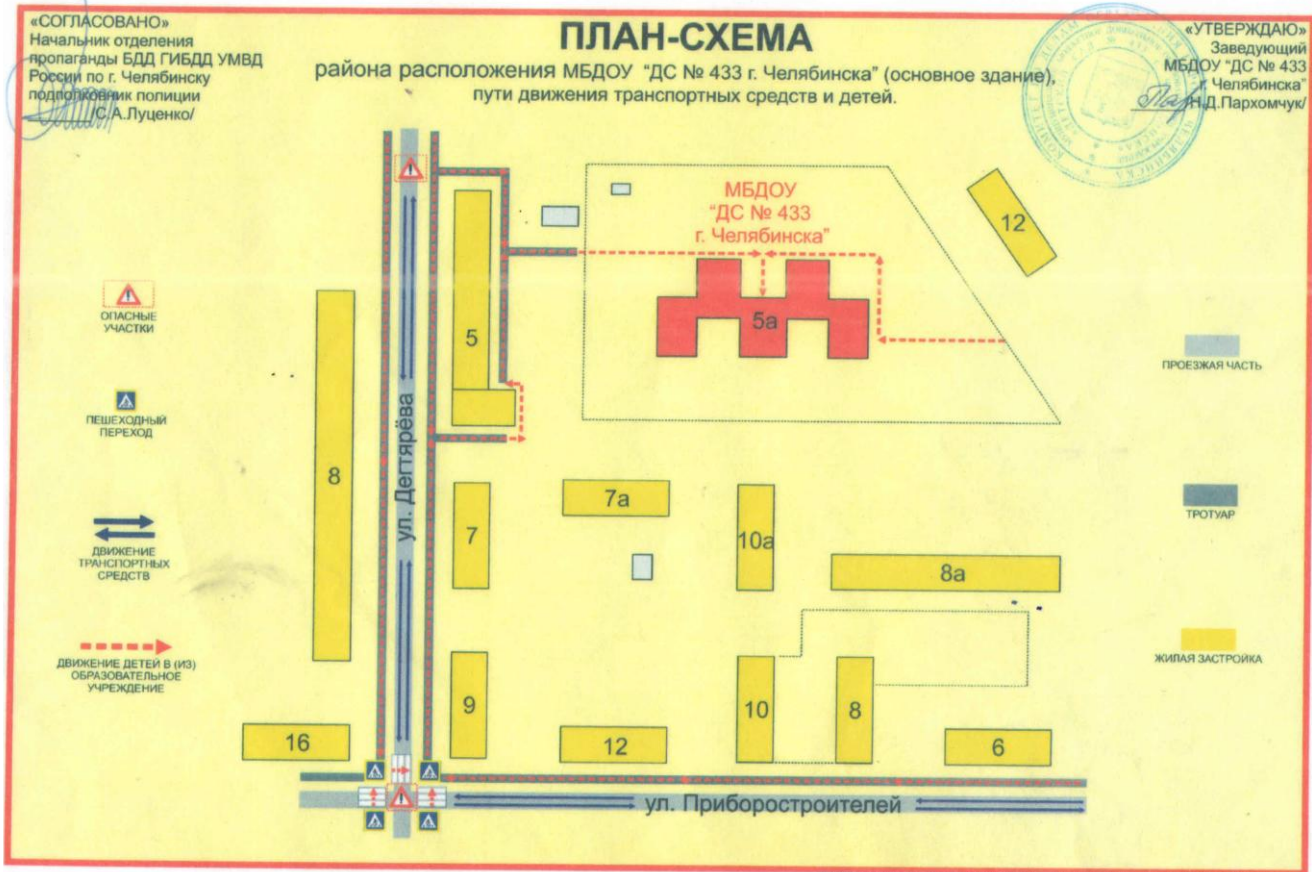 «СОГЛАСОВАНО»
Начальник отделения
пропаганды БДД ГИБДД УМВД
России по г. Челябинску
подполковник полиции
/С.А.Луценко/
ПЛАН-СХЕМА
района расположения МБДОУ "ДС № 433 г. Челябинска" (основное здание),
пути движения транспортных средств и детей.
«УТВЕРЖДАЮ»
Заведующий
МБДОУ "ДС № 433
г. Челябинска"
/Н.Д.Пархомчук/
МБДОУ
"ДС № 433
г. Челябинска"
12
5а
5
ОПАСНЫЕ
УЧАСТКИ
ПЕШЕХОДНЫЙ
ПЕРЕХОД
ДВИЖЕНИЕ
ТРАНСПОРТНЫХ
СРЕДСТВ
ДВИЖЕНИЕ ДЕТЕЙ В (ИЗ)
ОБРАЗОВАТЕЛЬНОЕ
УЧРЕЖДЕНИЕ
ПРОЕЗЖАЯ ЧАСТЬ
ТРОТУАР
ЖИЛАЯ ЗАСТРОЙКА
8
ул. Дегтярёва
7
7а
10а
8а
9
10
8
16
12
6
ул. Приборостроителей